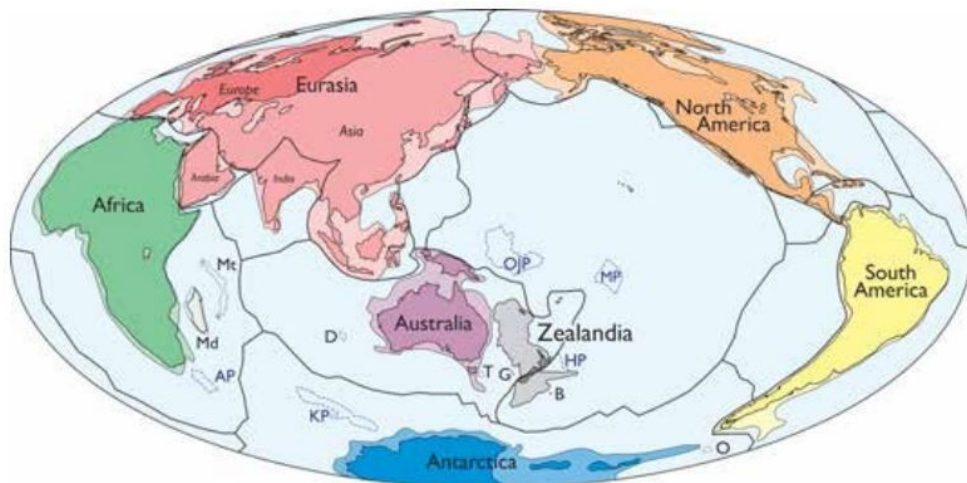 Europe
Eurasia
Asia
Arabia
India
North
America
Africa
Mt
OJP
MP
South
America
D
Australia
Zealandia
Md
AP
T
G
HP
B
KP
Antarctica
O